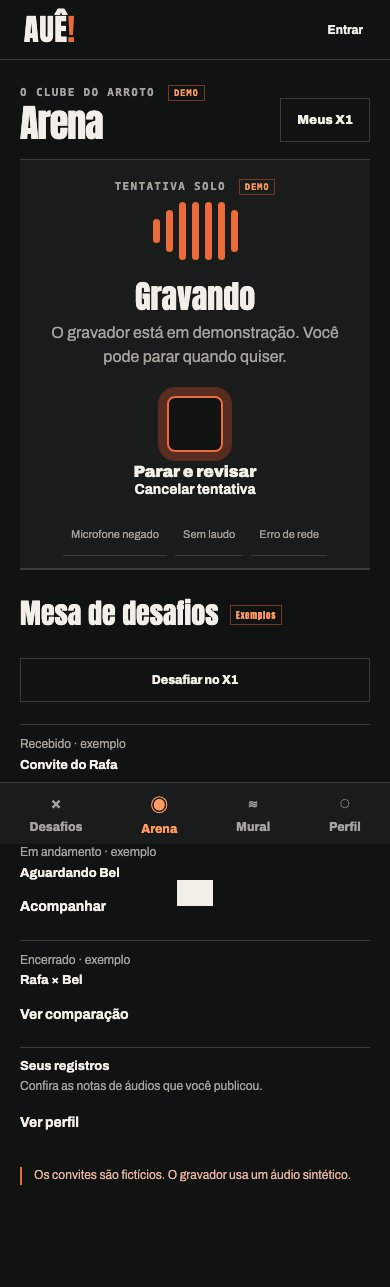 AUÊ!
Entrar
O CLUBE DO ARROTO DEMO
Arena
Meus X1
TENTATIVA SOLO DEMO
Gravando
O gravador está em demonstração. Você
pode parar quando quiser.
Parar e revisar
Cancelar tentativa
Microfone negado Sem laudo Erro de rede
Mesa de desafios Exemplos
Desafiar no X1
Recebido · exemplo
Convite do Rafa
Desafios Arena Mural Perfil
Em andamento · exemplo
Aguardando Bel
Acompanhar
Encerrado · exemplo
Rafa × Bel
Ver comparação
Seus registros
Confira as notas de áudios que você publicou.
Ver perfil
Os convites são fictícios. O gravador usa um áudio sintético.